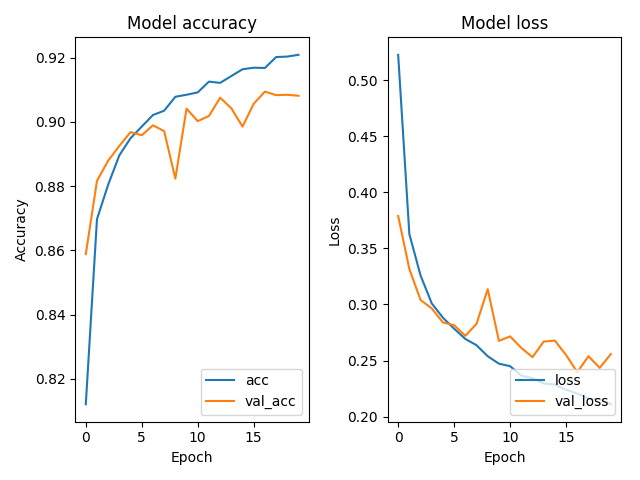 Model accuracy
Accuracy
0.92
0.90
0.88
0.86
0.84
0.82
0 5 10 15
Epoch
acc
val_acc
Model loss
Loss
0.50
0.45
0.40
0.35
0.30
0.25
0.20
0 5 10 15
Epoch
loss
val_loss